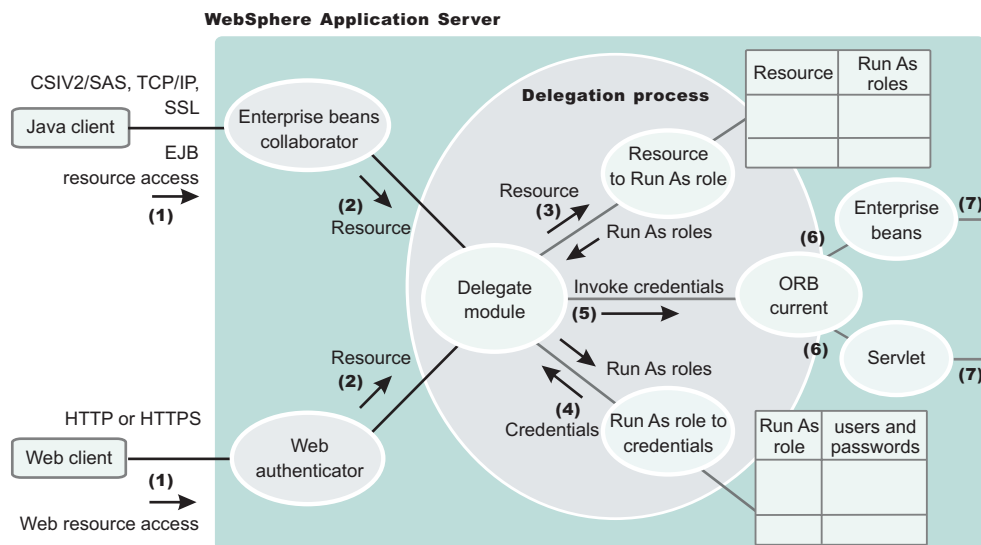 WebSphere Application Server
CSIV2/SAS, TCP/IP,
SSL
Java client
EJB
resource access
(1)
Enterprise beans
collaborator
(2)
Resource
Delegation process
Resource
Run As
roles
Resource
to Run As role
Resource
(3)
Run As roles
Enterprise
beans
(7)
(6)
Delegate
module
Invoke credentials
(5)
ORB
current
(6)
Servlet
(7)
Resource
(2)
Run As roles
(4)
Credentials
Run As role to
credentials
Run As
role
users and
passwords
HTTP or HTTPS
Web client
(1)
Web resource access
Web
authenticator